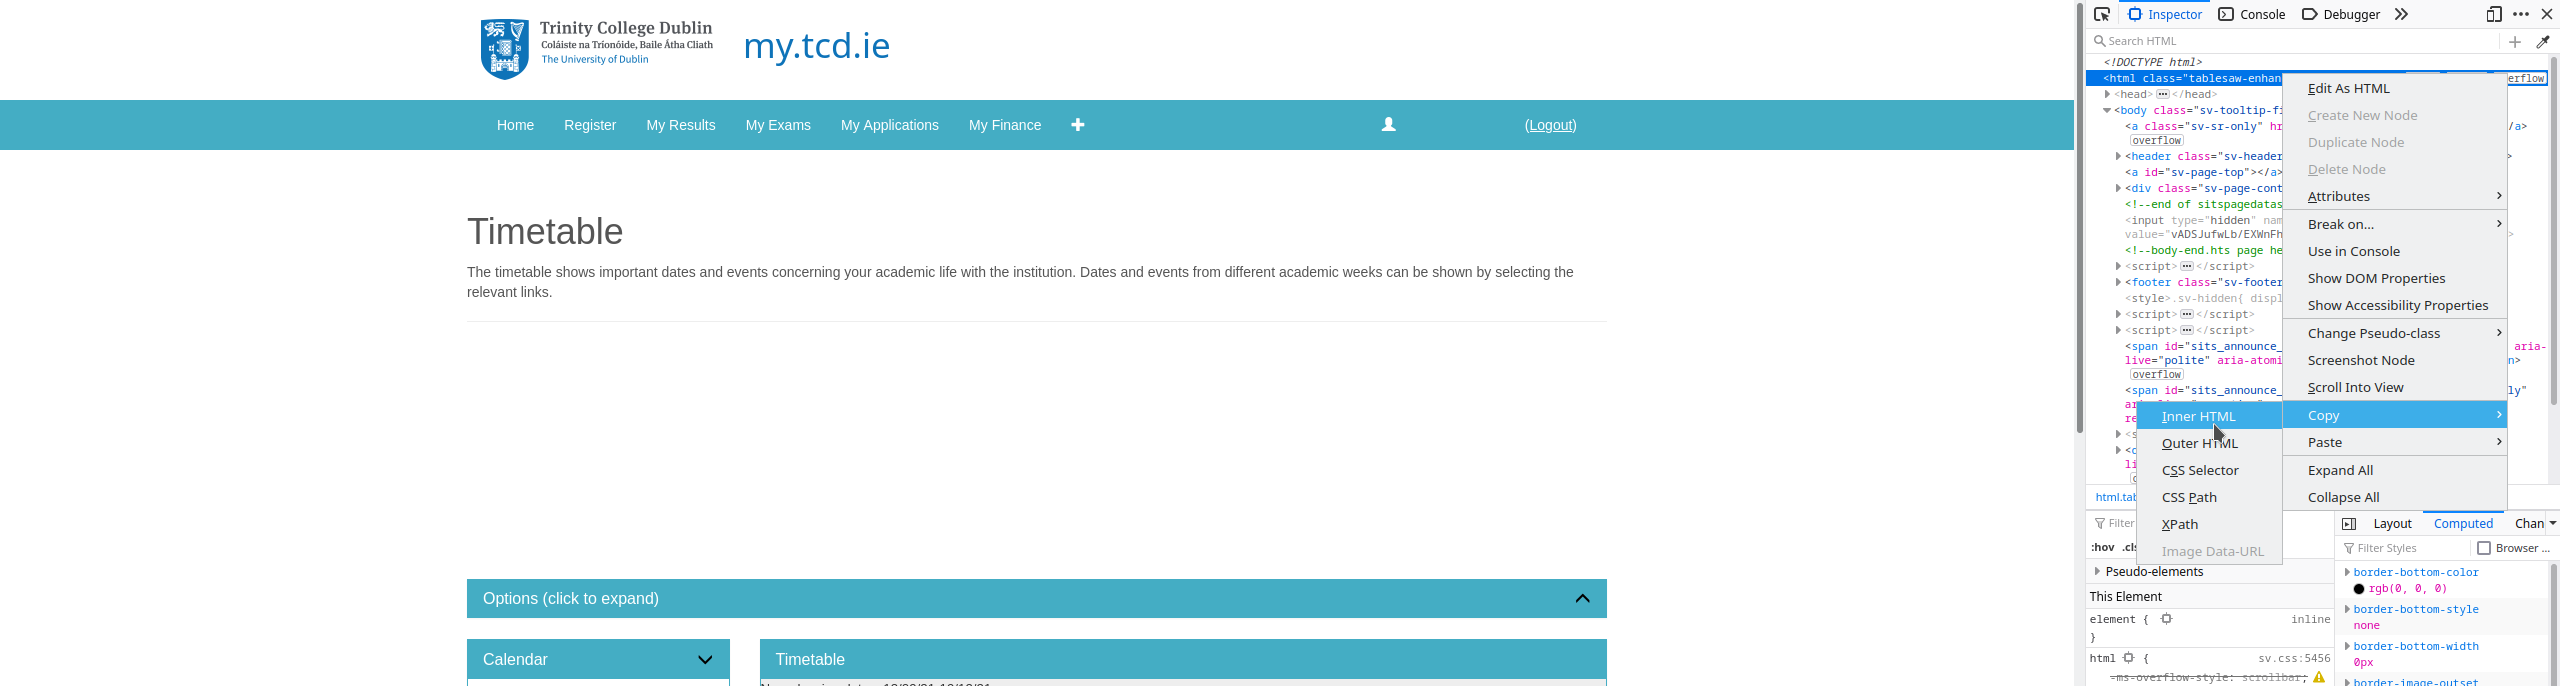 Trinity College Dublin
Coláiste na Tríonóide, Baile Átha Cliath
The University of Dublin
my.tcd.ie
Home Register My Results My Exams My Applications My Finance
(Logout)
Timetable
The timetable shows important dates and events concerning your academic life with the institution. Dates and events from different academic weeks can be shown by selecting the
relevant links.
Options (click to expand)
Calendar
Timetable
Inspector Console Debugger
Search HTML
<!DOCTYPE html>
<html class="tablesaw-enhan
erflow
<head> ••• </head>
<body class="sv-tooltip-fi
<a class="sv-sr-only" hr
/a>
overflow
<header class="sv-header
>
<a id="sv-page-top"></a>
<div class="sv-page-cont
<!--end of sitspagedatas
<input type="hidden" nam
value="vADSJufwLb/EXWnFh
>
<!--body-end.hts page he
<script> ••• </script>
<footer class="sv-footer
<style>.sv-hidden{ displ
<script> ••• </script>
<script> ••• </script>
<span id="sits_announce_
aria-
live="polite" aria-atomi
n>
overflow
<span id="sits_announce_
ly"
html.tab
Edit As HTML
Create New Node
Duplicate Node
Delete Node
Attributes
Break on...
Use in Console
Show DOM Properties
Show Accessibility Properties
Change Pseudo-class
Screenshot Node
Scroll Into View
Copy
Paste
Expand All
Collapse All
Inner HTML
Outer HTML
CSS Selector
CSS Path
XPath
Image Data-URL
Filter
:hov .cls
Pseudo-elements
This Element
element { inline
}
html { sv.css:5456
-ms-overflow-style: scrollbar;
Layout Computed Chan
Filter Styles Browser ...
border-bottom-color
rgb(0, 0, 0)
border-bottom-style
none
border-bottom-width
0px
border-image-outset